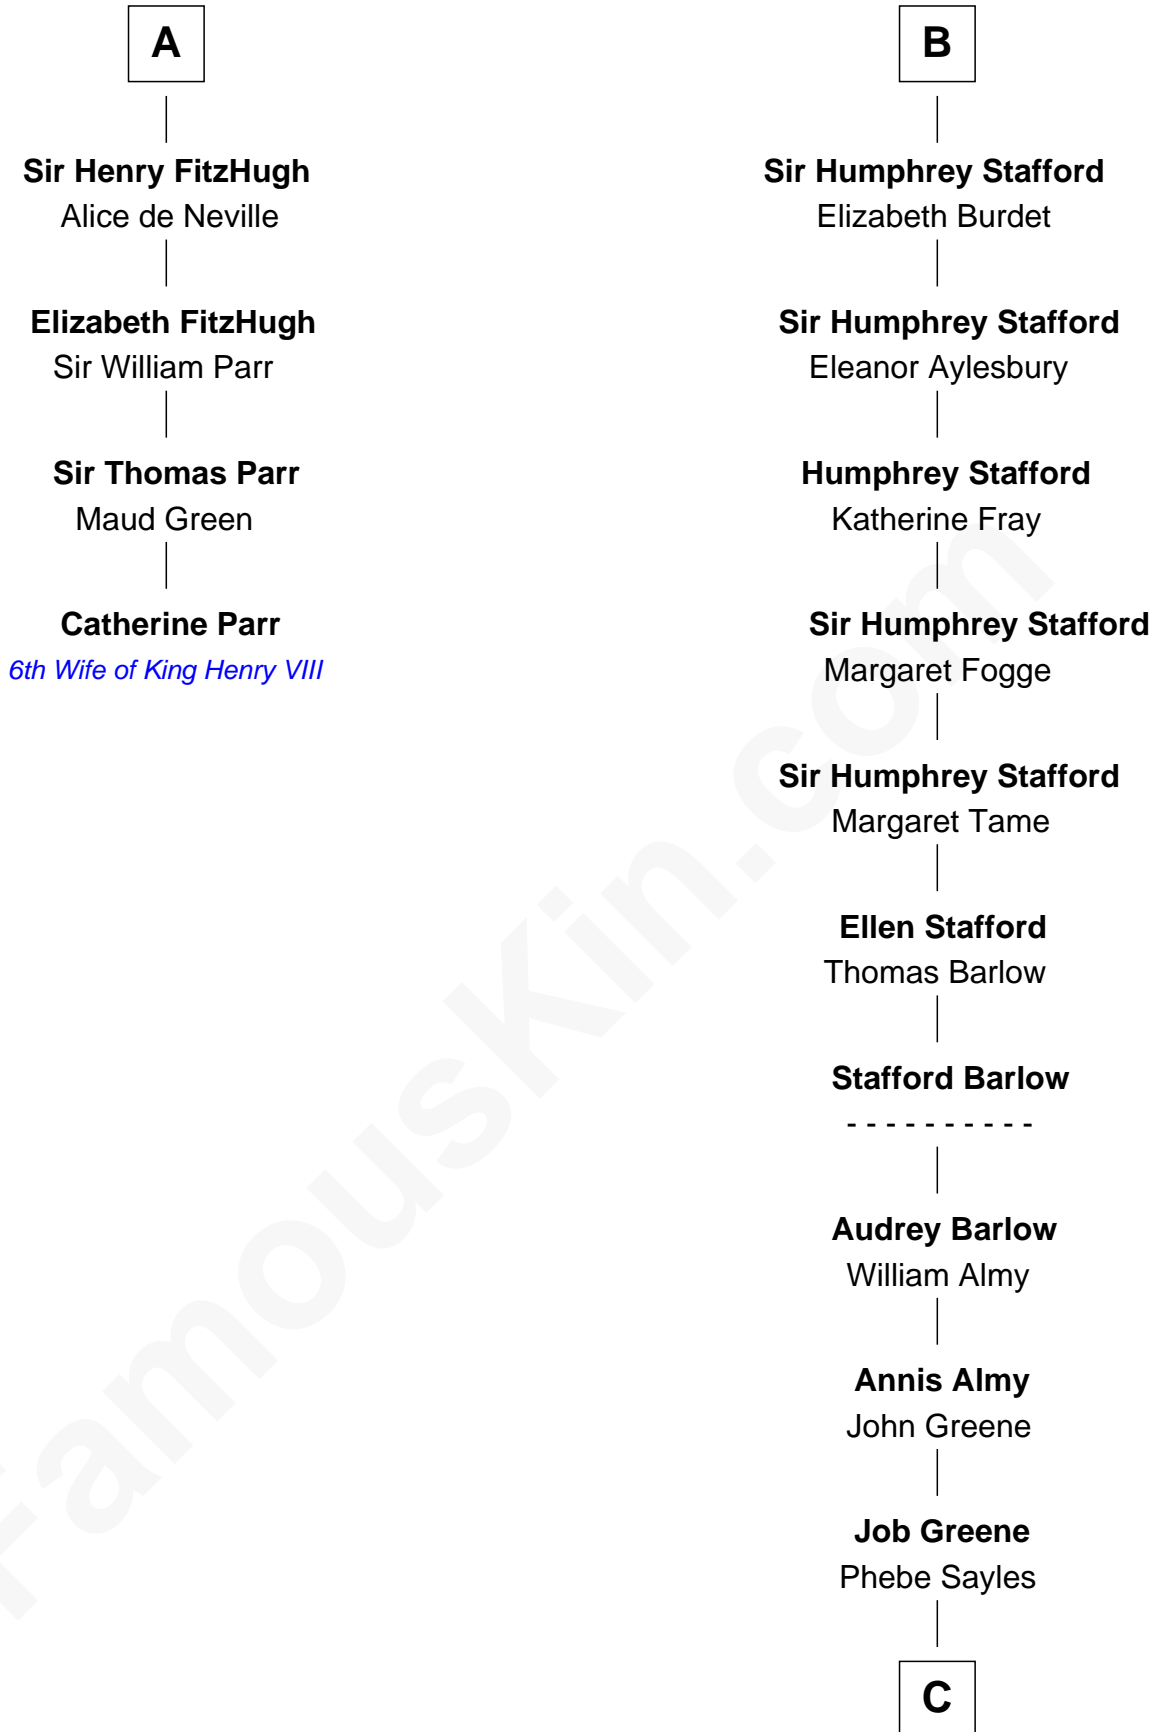 A
Sir Henry FitzHugh
Alice de Neville
Elizabeth FitzHugh
Sir William Parr
Sir Thomas Parr
Maud Green
Catherine Parr
6th Wife of King Henry VIII
B
Sir Humphrey Stafford
Elizabeth Burdet
Sir Humphrey Stafford
Eleanor Aylesbury
Humphrey Stafford
Katherine Fray
Sir Humphrey Stafford
Margaret Fogge
Sir Humphrey Stafford
Margaret Tame
Ellen Stafford
Thomas Barlow
Stafford Barlow
- - - - - - - - - -
Audrey Barlow
William Almy
Annis Almy
John Greene
Job Greene
Phebe Sayles
C
FamousKin.com